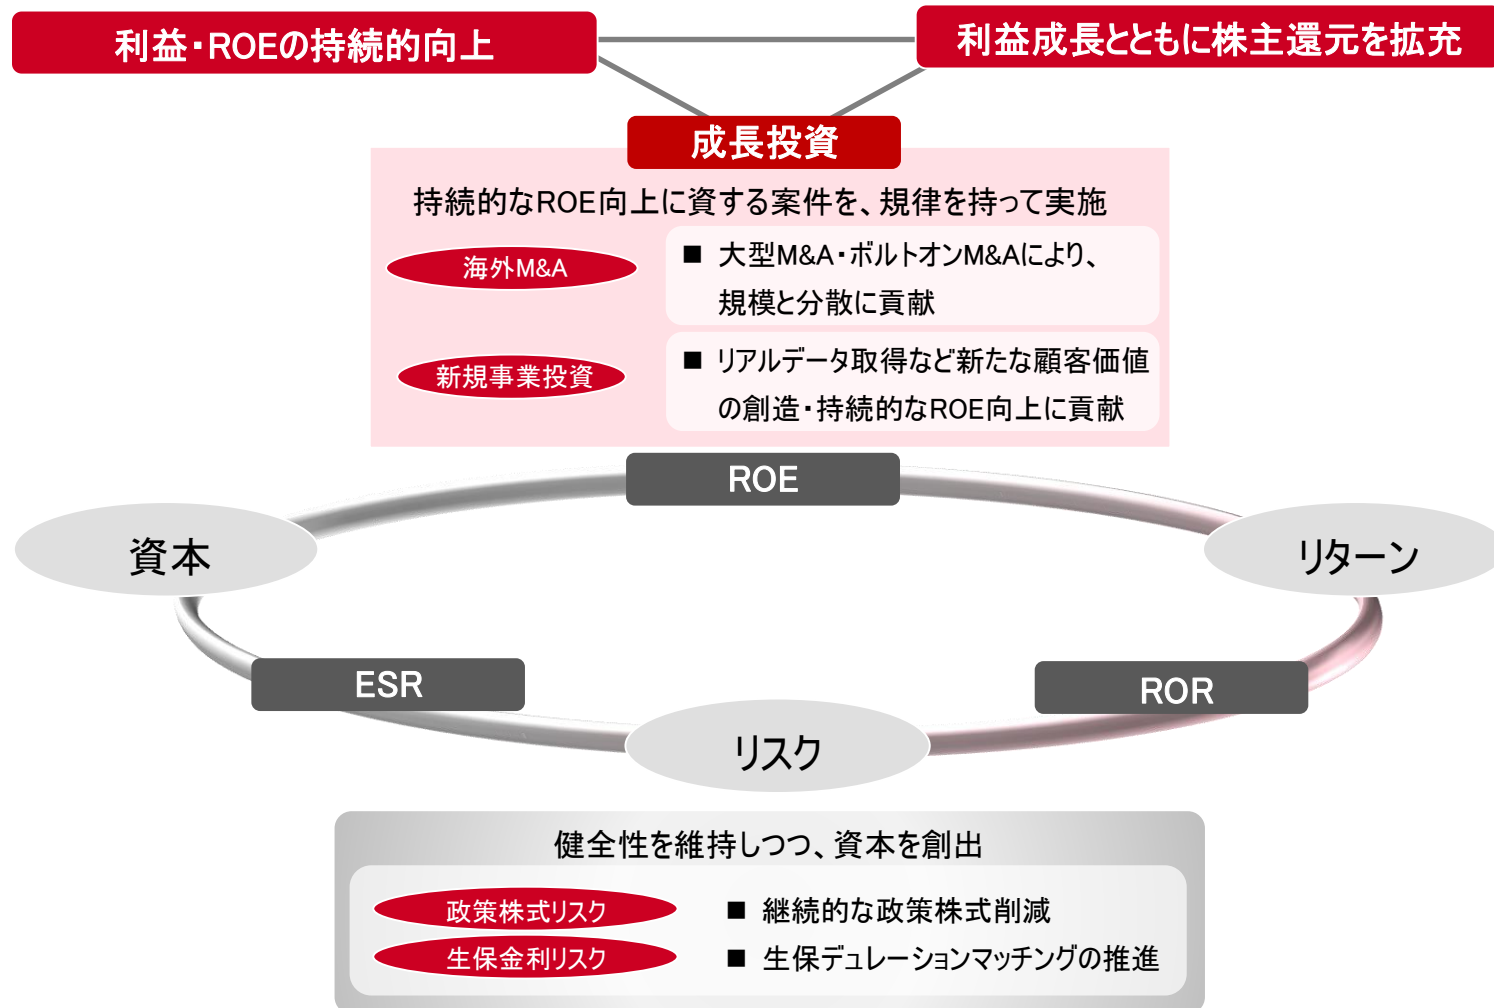 利益・ROEの持続的向上
利益成長とともに株主還元を拡充
成長投資
持続的なROE向上に資する案件を、規律を持って実施
海外M&A
■ 大型M&A・ボルトオンM&Aにより、
規模と分散に貢献
新規事業投資
■ リアルデータ取得など新たな顧客価値
の創造・持続的なROE向上に貢献
ROE
資本
リターン
ESR
ROR
リスク
健全性を維持しつつ、資本を創出
政策株式リスク
■ 継続的な政策株式削減
生保金利リスク
■ 生保デュレーションマッチングの推進